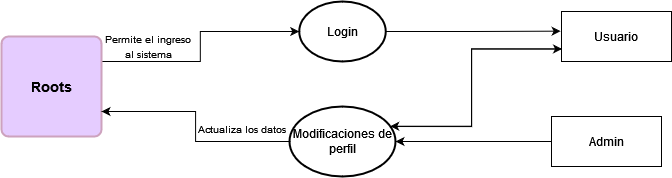 Permite el ingreso
al sistema
Login
Usuario
Roots
Actualiza los datos
Modificaciones de
perfil
Admin